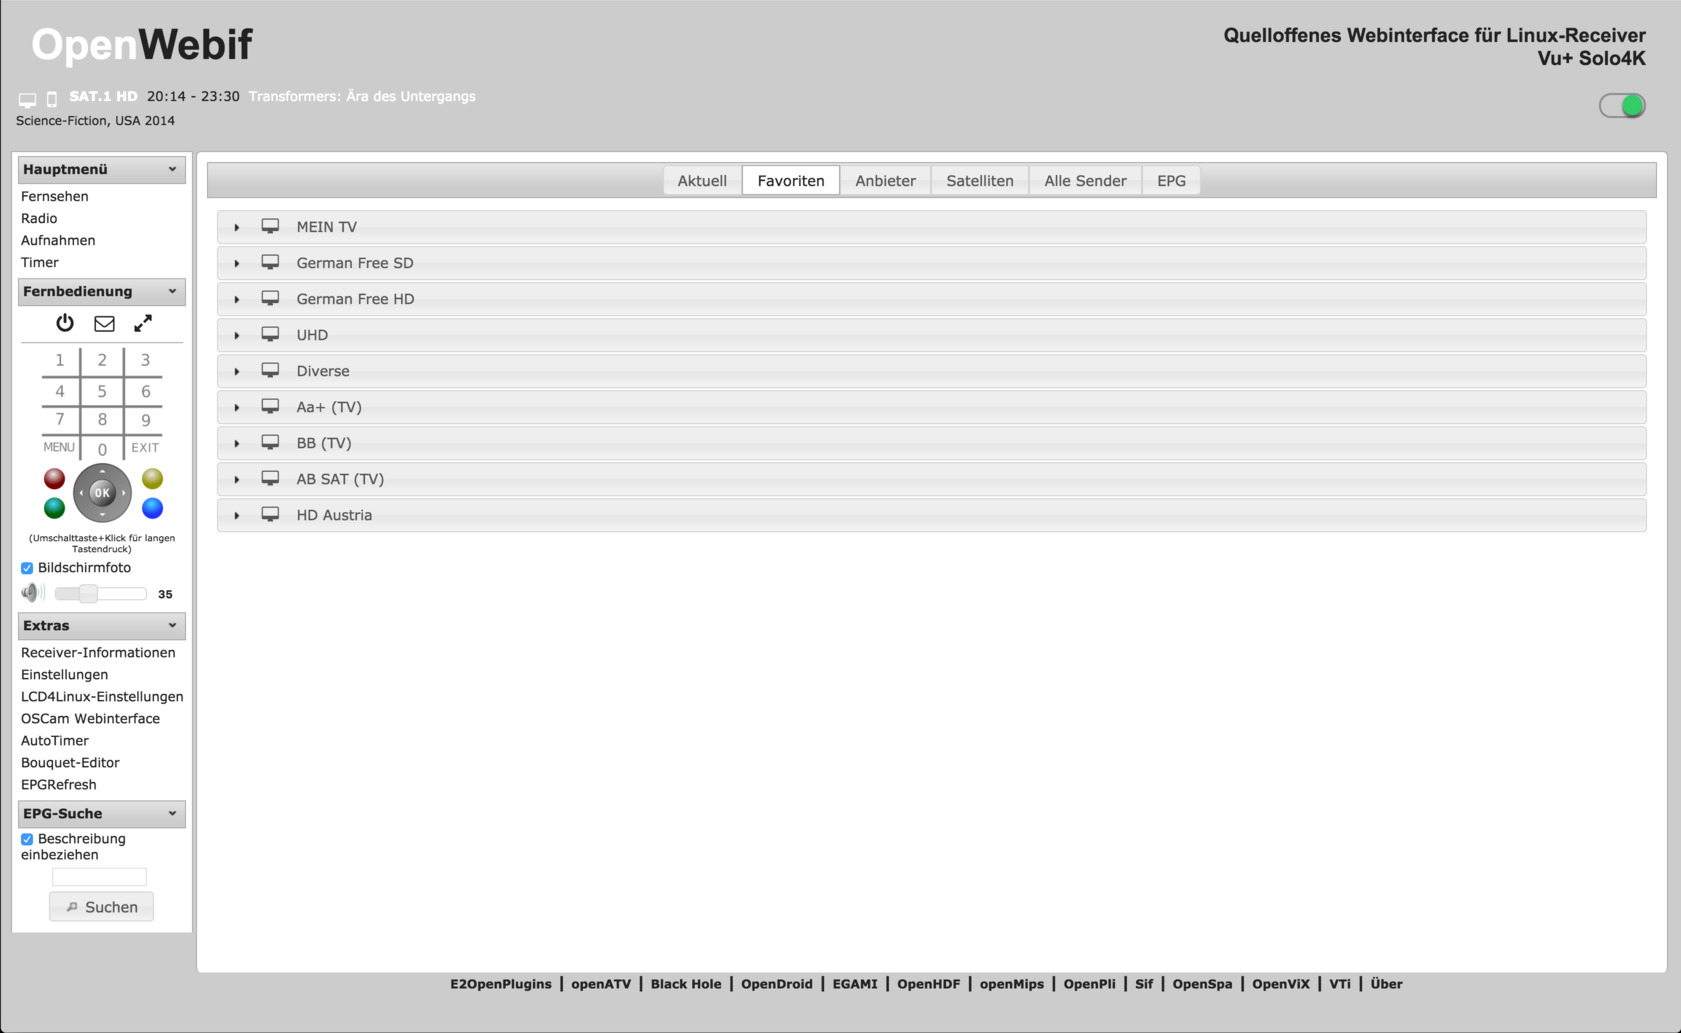 OpenWebif
Quelloffenes Webinterface für Linux-Receiver
Vu+ Solo4K
SAT.1 HD 20:14 - 23:30 Transformers: Ära des Untergangs
Science-Fiction, USA 2014
Hauptmenü
Fernsehen
Radio
Aufnahmen
Timer
Fernbedienung
1 2 3
4 5 6
7 8 9
MENU 0 EXIT
OK
(Umschalttaste+Klick für langen
Tastendruck)
Bildschirmfoto
35
Extras
Receiver-Informationen
Einstellungen
LCD4Linux-Einstellungen
OSCam Webinterface
AutoTimer
Bouquet-Editor
EPGRefresh
EPG-Suche
Beschreibung
einbeziehen
Suchen
Aktuell Favoriten Anbieter Satelliten Alle Sender EPG
MEIN TV
German Free SD
German Free HD
UHD
Diverse
Aa+ (TV)
BB (TV)
AB SAT (TV)
HD Austria
E2OpenPlugins | openATV | Black Hole | OpenDroid | EGAMI | OpenHDF | openMips | OpenPli | Sif | OpenSpa | OpenViX | VTi | Über